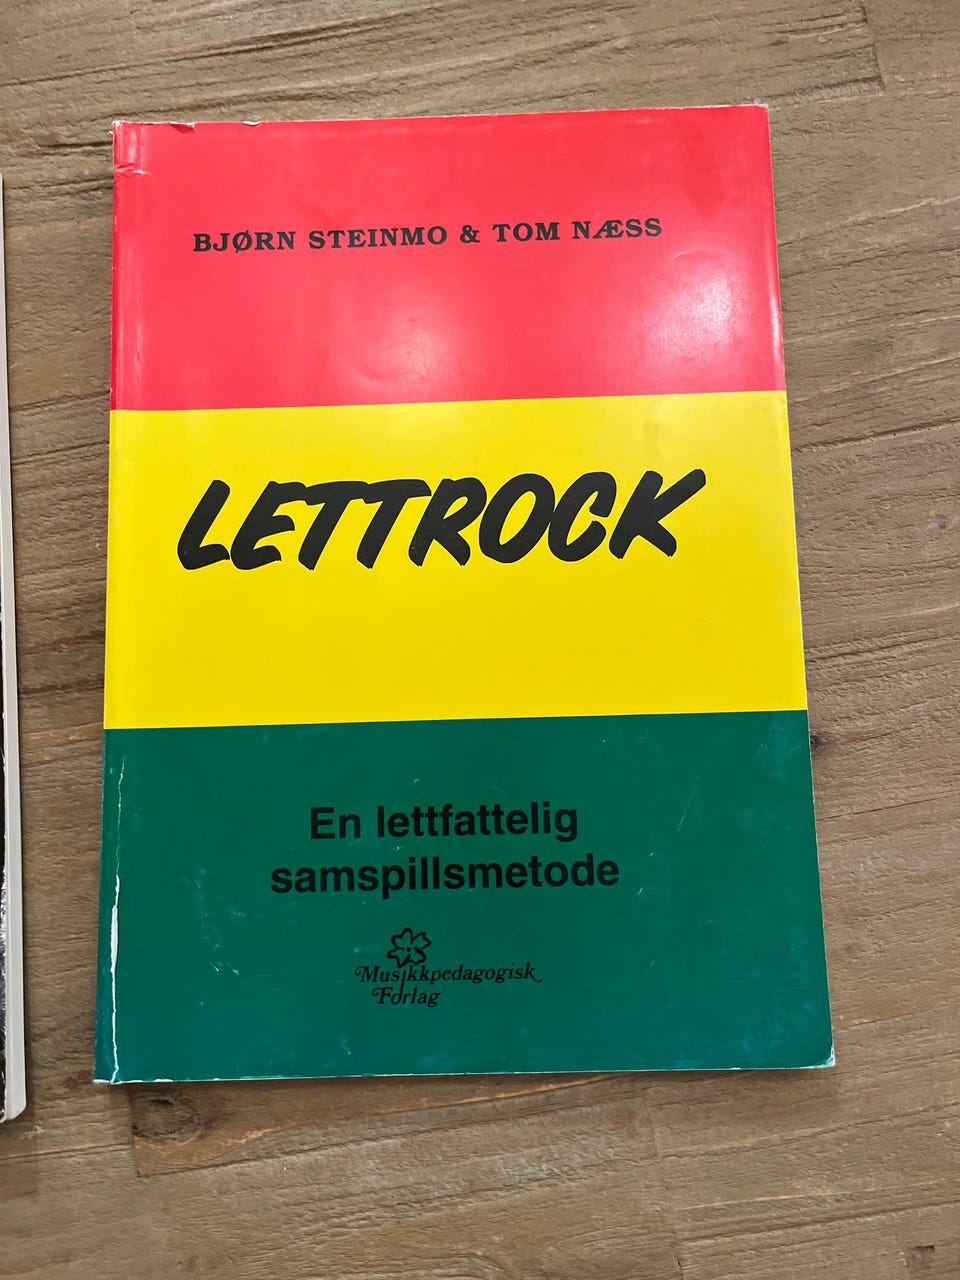 BJØRN STEINMO & TOM NÆSS
LETTROCK
En lettfattelig
samspillsmetode
Musikkpedagogisk
Forlag